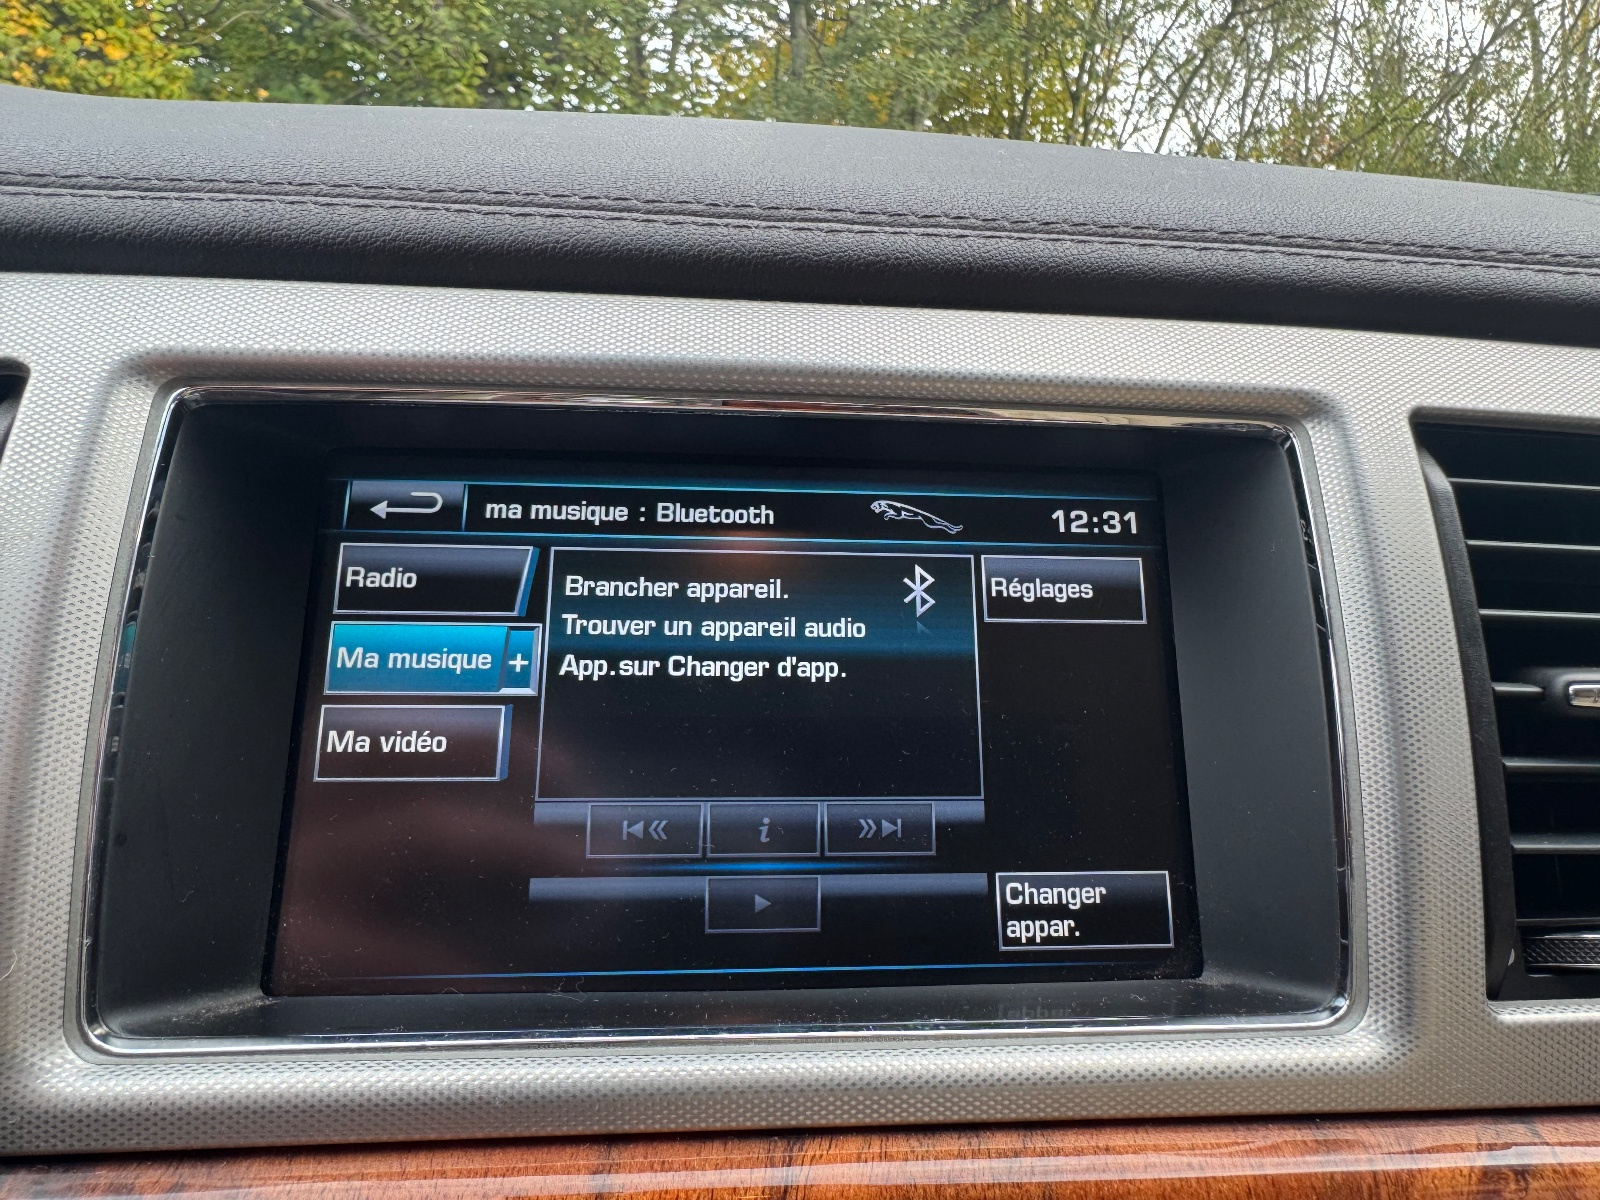 ma musique : Bluetooth
12:31
Radio
Ma musique +
Ma vidéo
Brancher appareil.
Trouver un appareil audio
App.sur Changer d'app.
Réglages
i
Changer
appar.